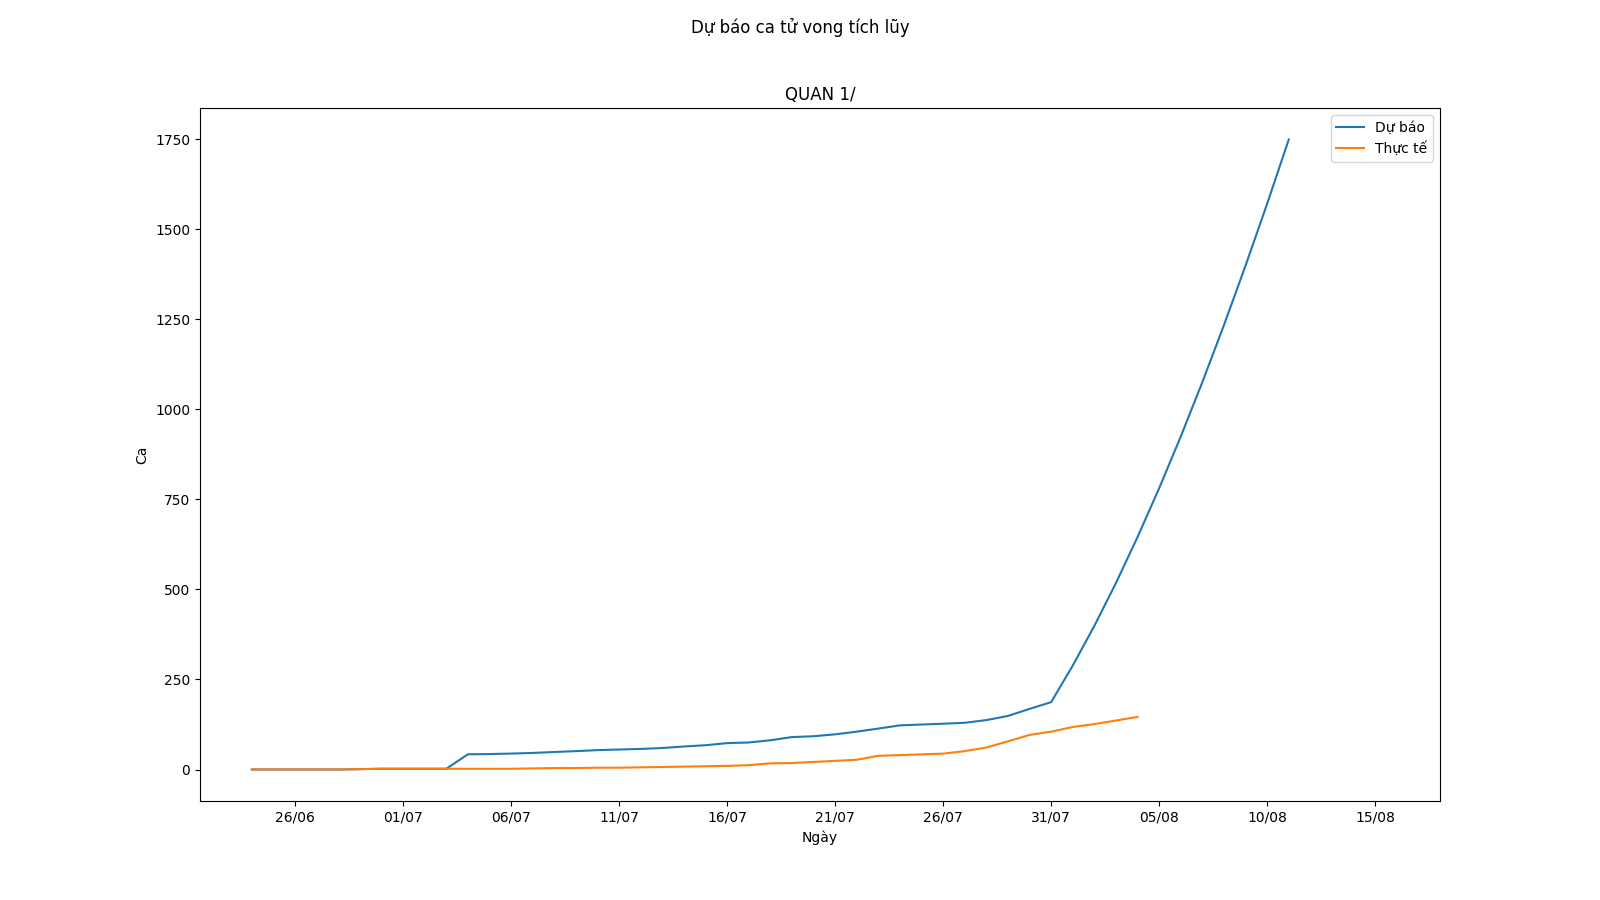 Dự báo ca tử vong tích lũy
QUAN 1/
Dự báo
Thực tế
1750
1500
1250
1000
750
500
250
0
Ca
26/06 01/07 06/07 11/07 16/07 21/07 26/07 31/07 05/08 10/08 15/08
Ngày